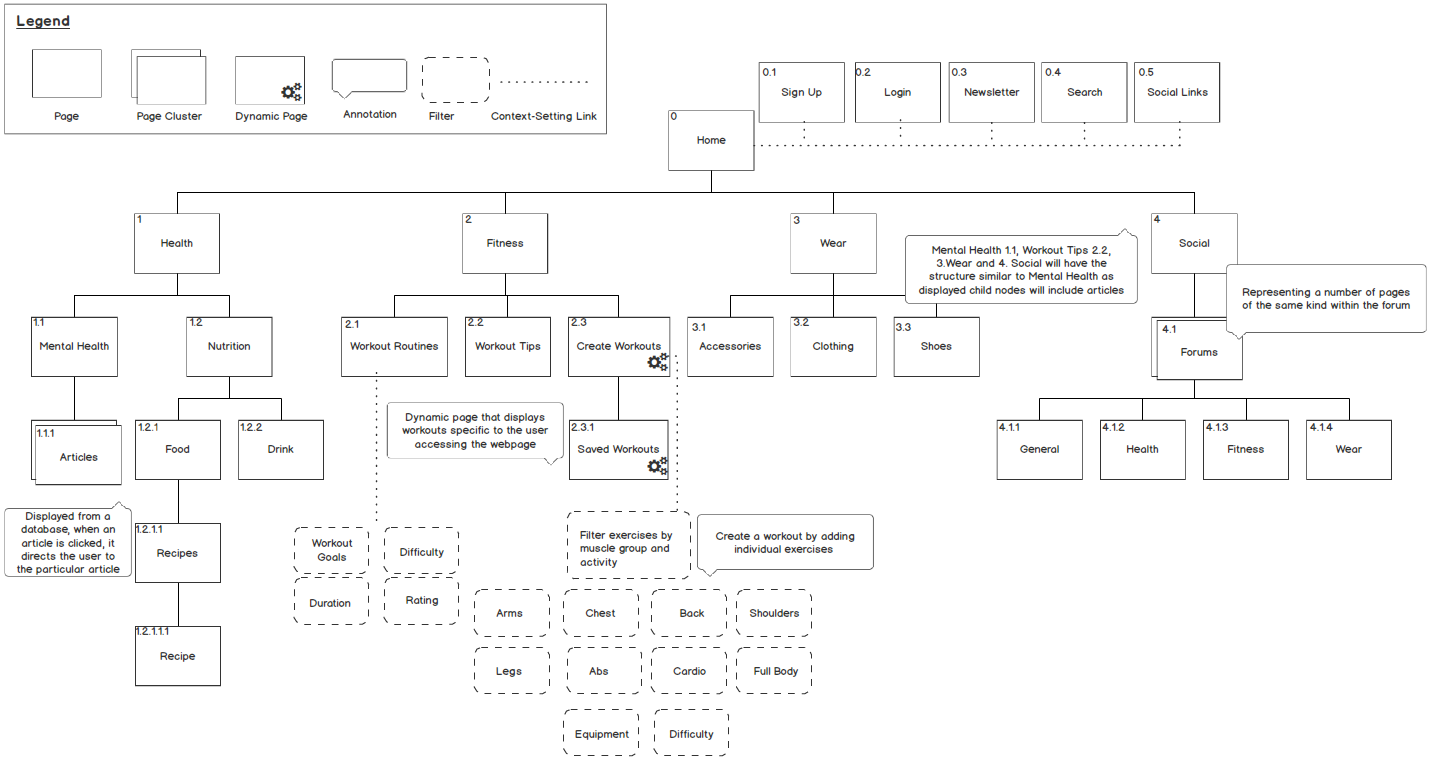 Legend
Page
Page Cluster
Dynamic Page
Annotation
Filter
Context-Setting Link
0
Home
0.1
Sign Up
0.2
Login
0.3
Newsletter
0.4
Search
0.5
Social Links
1
Health
2
Fitness
3
Wear
4
Social
Mental Health 1.1, Workout Tips 2.2,
3.Wear and 4. Social will have the
structure similar to Mental Health as
displayed child nodes will include articles
Representing a number of pages
of the same kind within the forum
1.1
Mental Health
1.2
Nutrition
2.1
Workout Routines
2.2
Workout Tips
2.3
Create Workouts
3.1
Accessories
3.2
Clothing
3.3
Shoes
4.1
Forums
1.1.1
Articles
1.2.1
Food
1.2.2
Drink
Dynamic page that displays
workouts specific to the user
accessing the webpage
2.3.1
Saved Workouts
4.1.1
General
4.1.2
Health
4.1.3
Fitness
4.1.4
Wear
Displayed from a
database, when an
article is clicked, it
directs the user to
the particular article
1.2.1.1
Recipes
1.2.1.1.1
Recipe
Workout
Goals
Difficulty
Duration
Rating
Filter exercises by
muscle group and
activity
Create a workout by adding
individual exercises
Arms
Chest
Back
Shoulders
Legs
Abs
Cardio
Full Body
Equipment
Difficulty